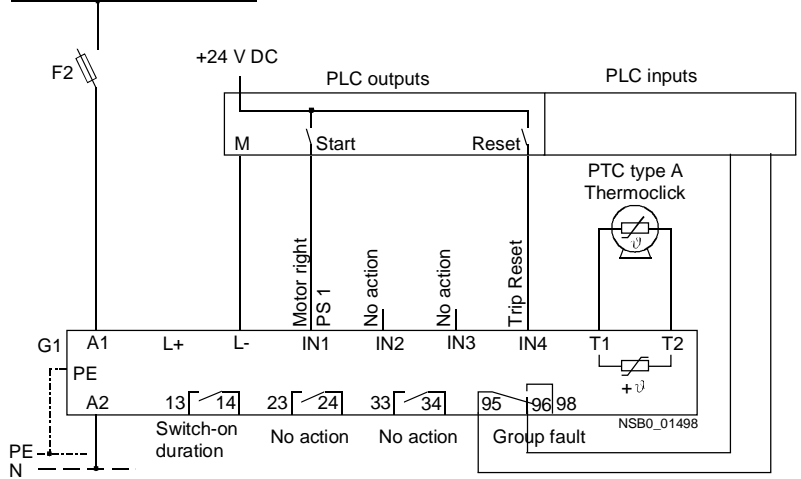 F2
+24 V DC
PLC outputs
PLC inputs
M
Start
Reset
PTC type A
Thermoclick
ϑ
Motor right
PS 1
No action
No action
Trip Reset
G1
A1
L+
L-
IN1
IN2
IN3
IN4
T1
T2
PE
+ϑ
A2
13
14
23
24
33
34
95
96
98
NSB0_01498
Switch-on
duration
No action
No action
Group fault
PE
N